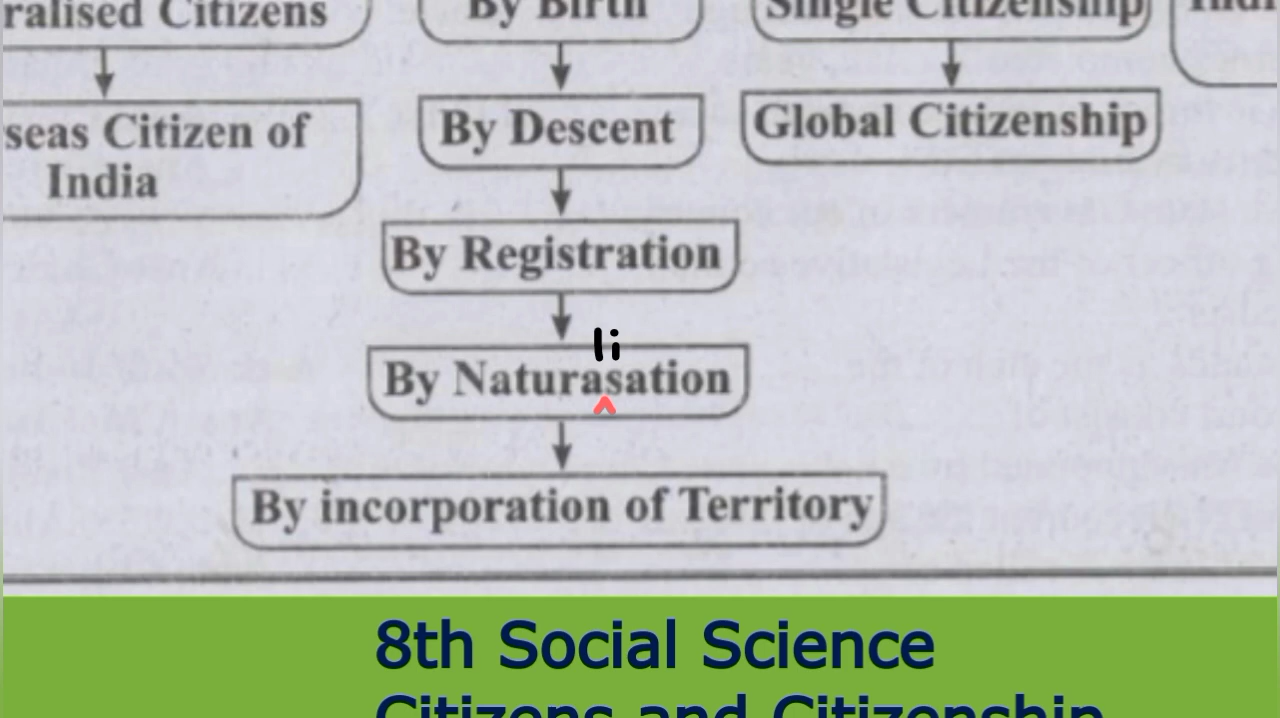 ralised Citizens
By Birth
Single Citizenship
Indi
seas Citizen of
India
By Descent
Global Citizenship
By Registration
li
By Naturasation
^
By incorporation of Territory
8th Social Science
Citizens and Citizenship